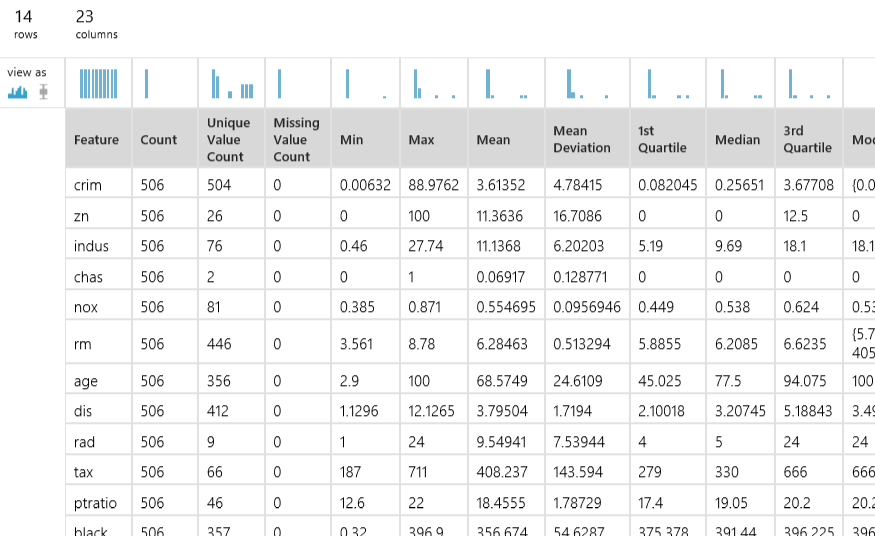 14 23
rows columns
view as
Feature Count Unique Value Count Missing Value Count Min Max Mean Mean Deviation 1st Quartile Median 3rd Quartile
crim 506 504 0 0.00632 88.9762 3.61352 4.78415 0.082045 0.25651 3.67708 {0.0
zn 506 26 0 0 100 11.3636 16.7086 0 0 12.5 0
indus 506 76 0 0.46 27.74 11.1368 6.20203 5.19 9.69 18.1 18.1
chas 506 2 0 0 1 0.06917 0.128771 0 0 0 0
nox 506 81 0 0.385 0.871 0.554695 0.0956946 0.449 0.538 0.624 0.53
rm 506 446 0 3.561 8.78 6.28463 0.513294 5.8855 6.2085 6.6235 {5.7 405
age 506 356 0 2.9 100 68.5749 24.6109 45.025 77.5 94.075 100
dis 506 412 0 1.1296 12.1265 3.79504 1.7194 2.10018 3.20745 5.18843 3.49
rad 506 9 0 1 24 9.54941 7.53944 4 5 24 24
tax 506 66 0 187 711 408.237 143.594 279 330 666 666
ptratio 506 46 0 12.6 22 18.4555 1.78729 17.4 19.05 20.2 20.2
black 506 357 0 0.32 396.9 356.674 54.6287 375.378 391.44 396.225 396